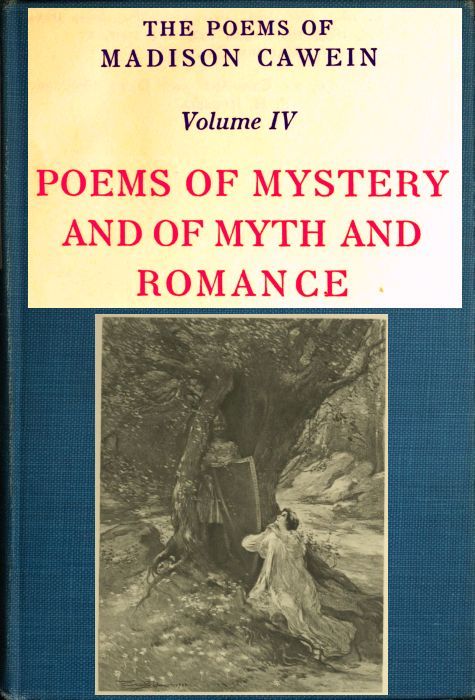 THE POEMS OF
MADISON CAWEIN
Volume IV
POEMS OF MYSTERY
AND OF MYTH AND
ROMANCE